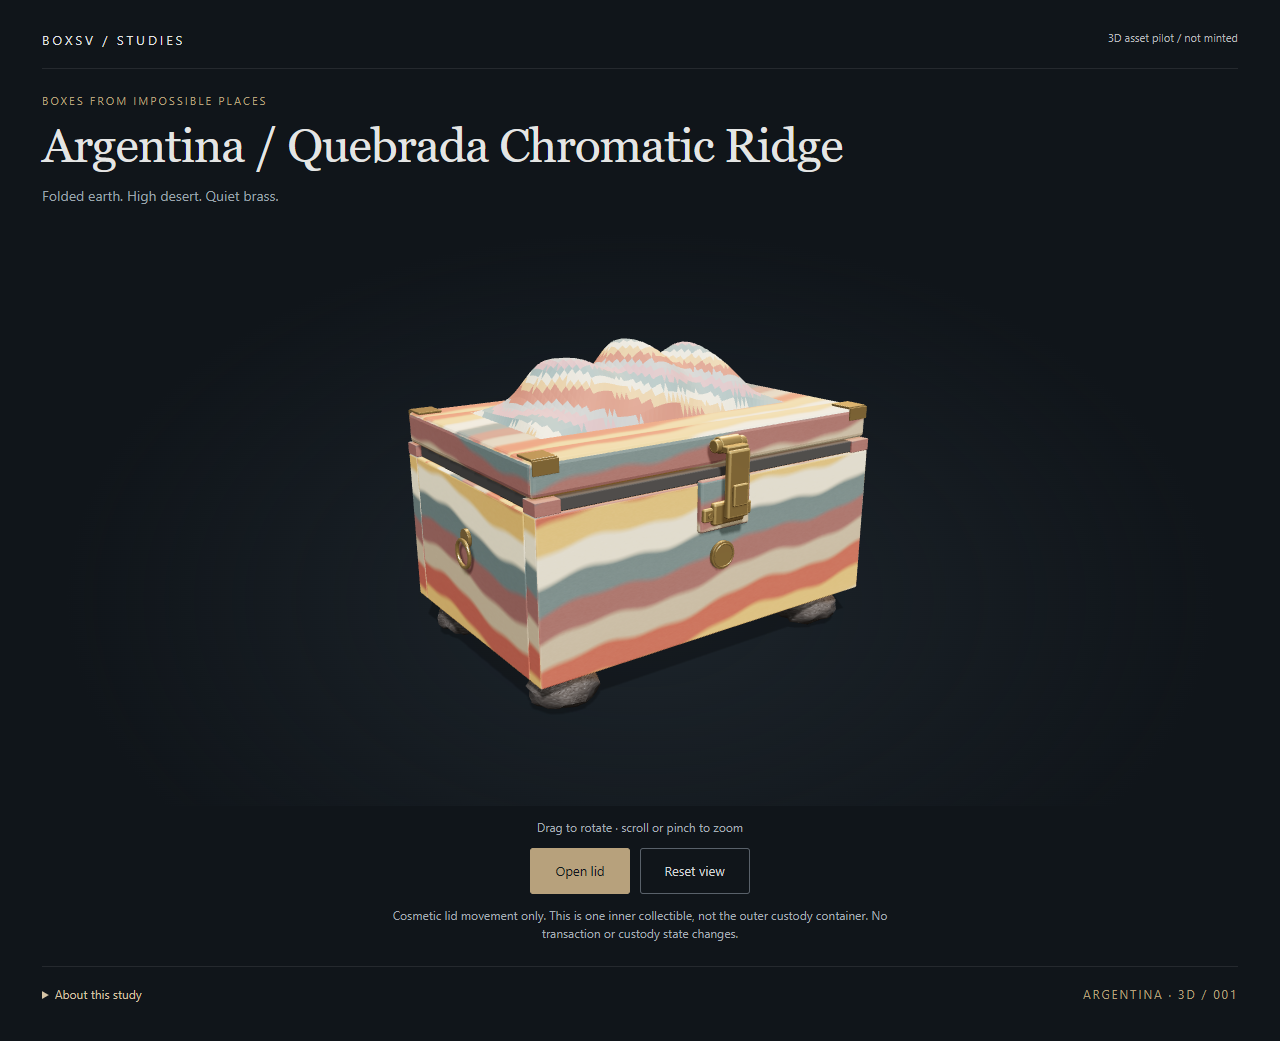 BOXSV / STUDIES
3D asset pilot / not minted
BOXES FROM IMPOSSIBLE PLACES
Argentina / Quebrada Chromatic Ridge
Folded earth. High desert. Quiet brass.
Drag to rotate · scroll or pinch to zoom
Open lid
Reset view
Cosmetic lid movement only. This is one inner collectible, not the outer custody container. No
transaction or custody state changes.
About this study
ARGENTINA · 3D / 001